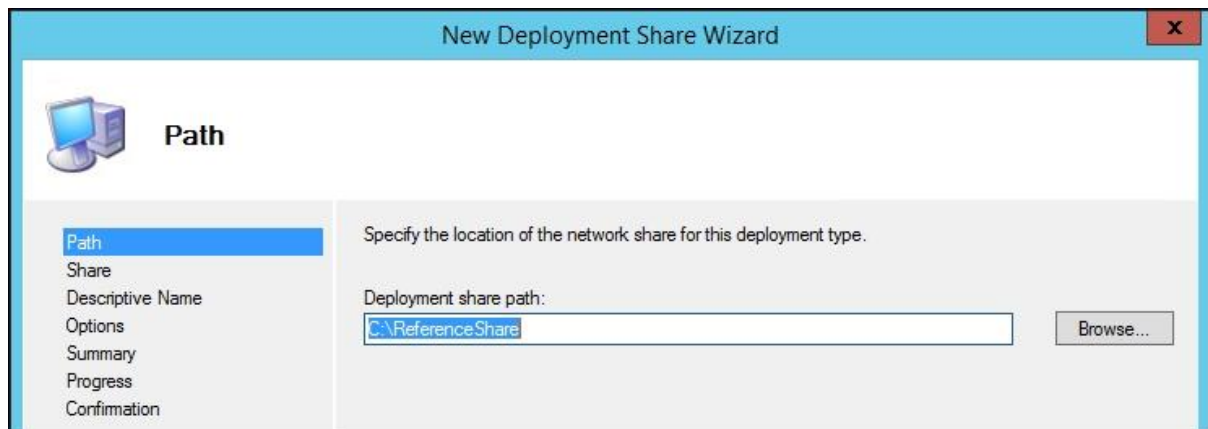 New Deployment Share Wizard
x
Path
Path
Share
Descriptive Name
Options
Summary
Progress
Confirmation
Specify the location of the network share for this deployment type.
Deployment share path:
C:\ReferenceShare
Browse...